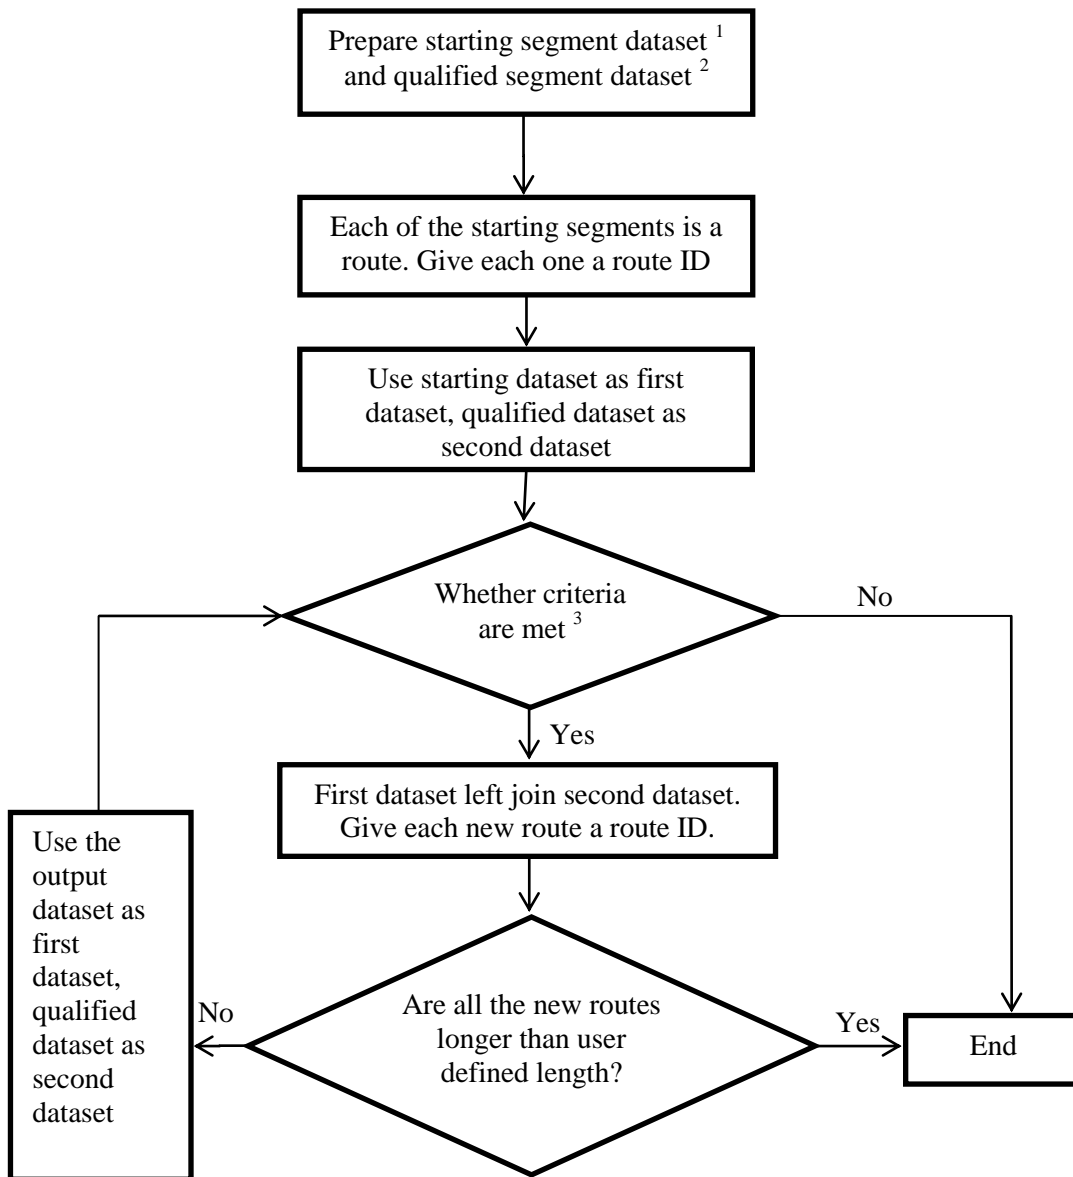 Prepare starting segment dataset 1
and qualified segment dataset 2
Each of the starting segments is a
route. Give each one a route ID
Use starting dataset as first
dataset, qualified dataset as
second dataset
Whether criteria
are met 3
No
Yes
First dataset left join second dataset.
Give each new route a route ID.
Use the
output
dataset as
first
dataset,
qualified
dataset as
second
dataset
No
Are all the new routes
longer than user
defined length?
Yes
End